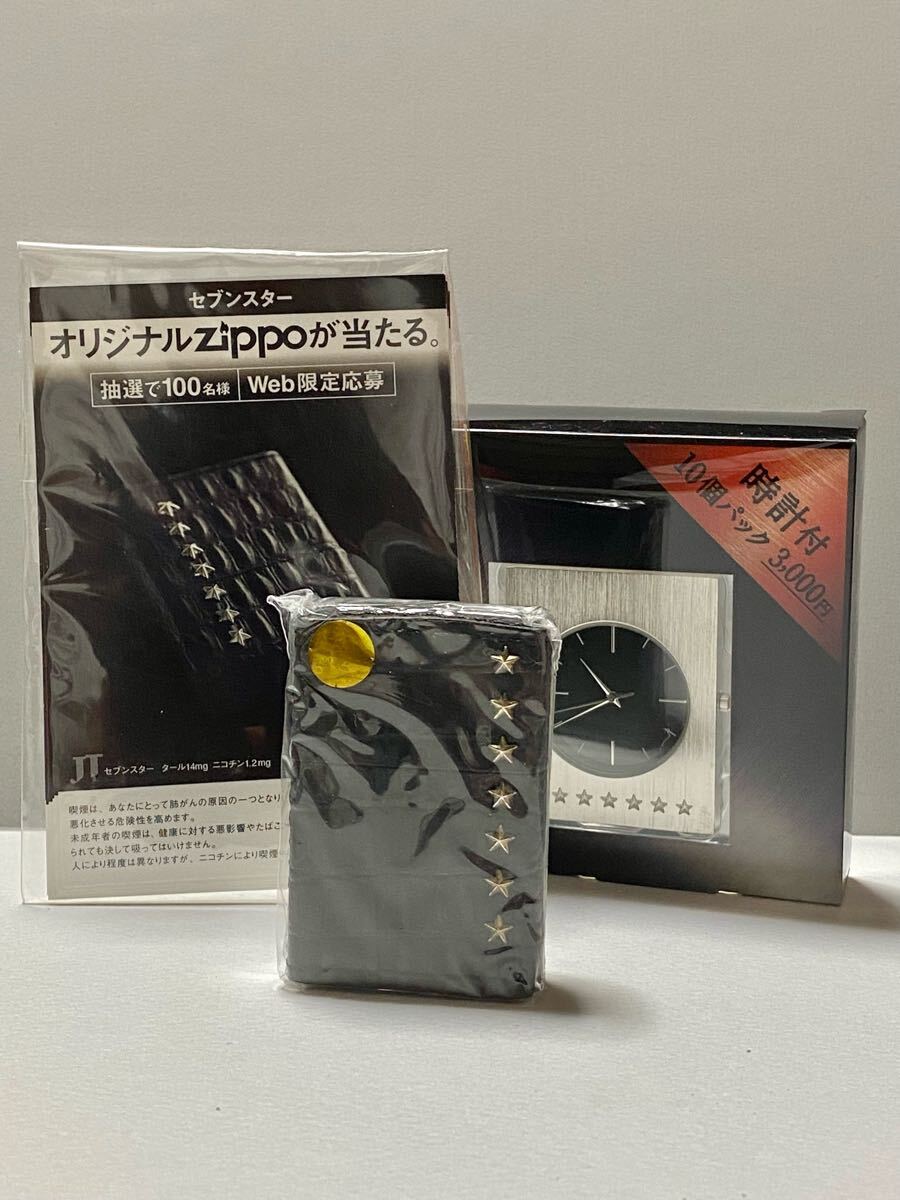 セブンスター
オリジナルZippoが当たる。
抽選で100名様 Web限定応募
JT セブンスター タール14mg ニコチン1.2mg
喫煙は、あなたにとって肺がんの原因の一つとなり
悪化させる危険性を高めます。
未成年者の喫煙は、健康に対する悪影響やたばこ
られても決して吸ってはいけません。
人により程度は異なりますが、ニコチンにより喫煙
時計付
10個パック 3,000円